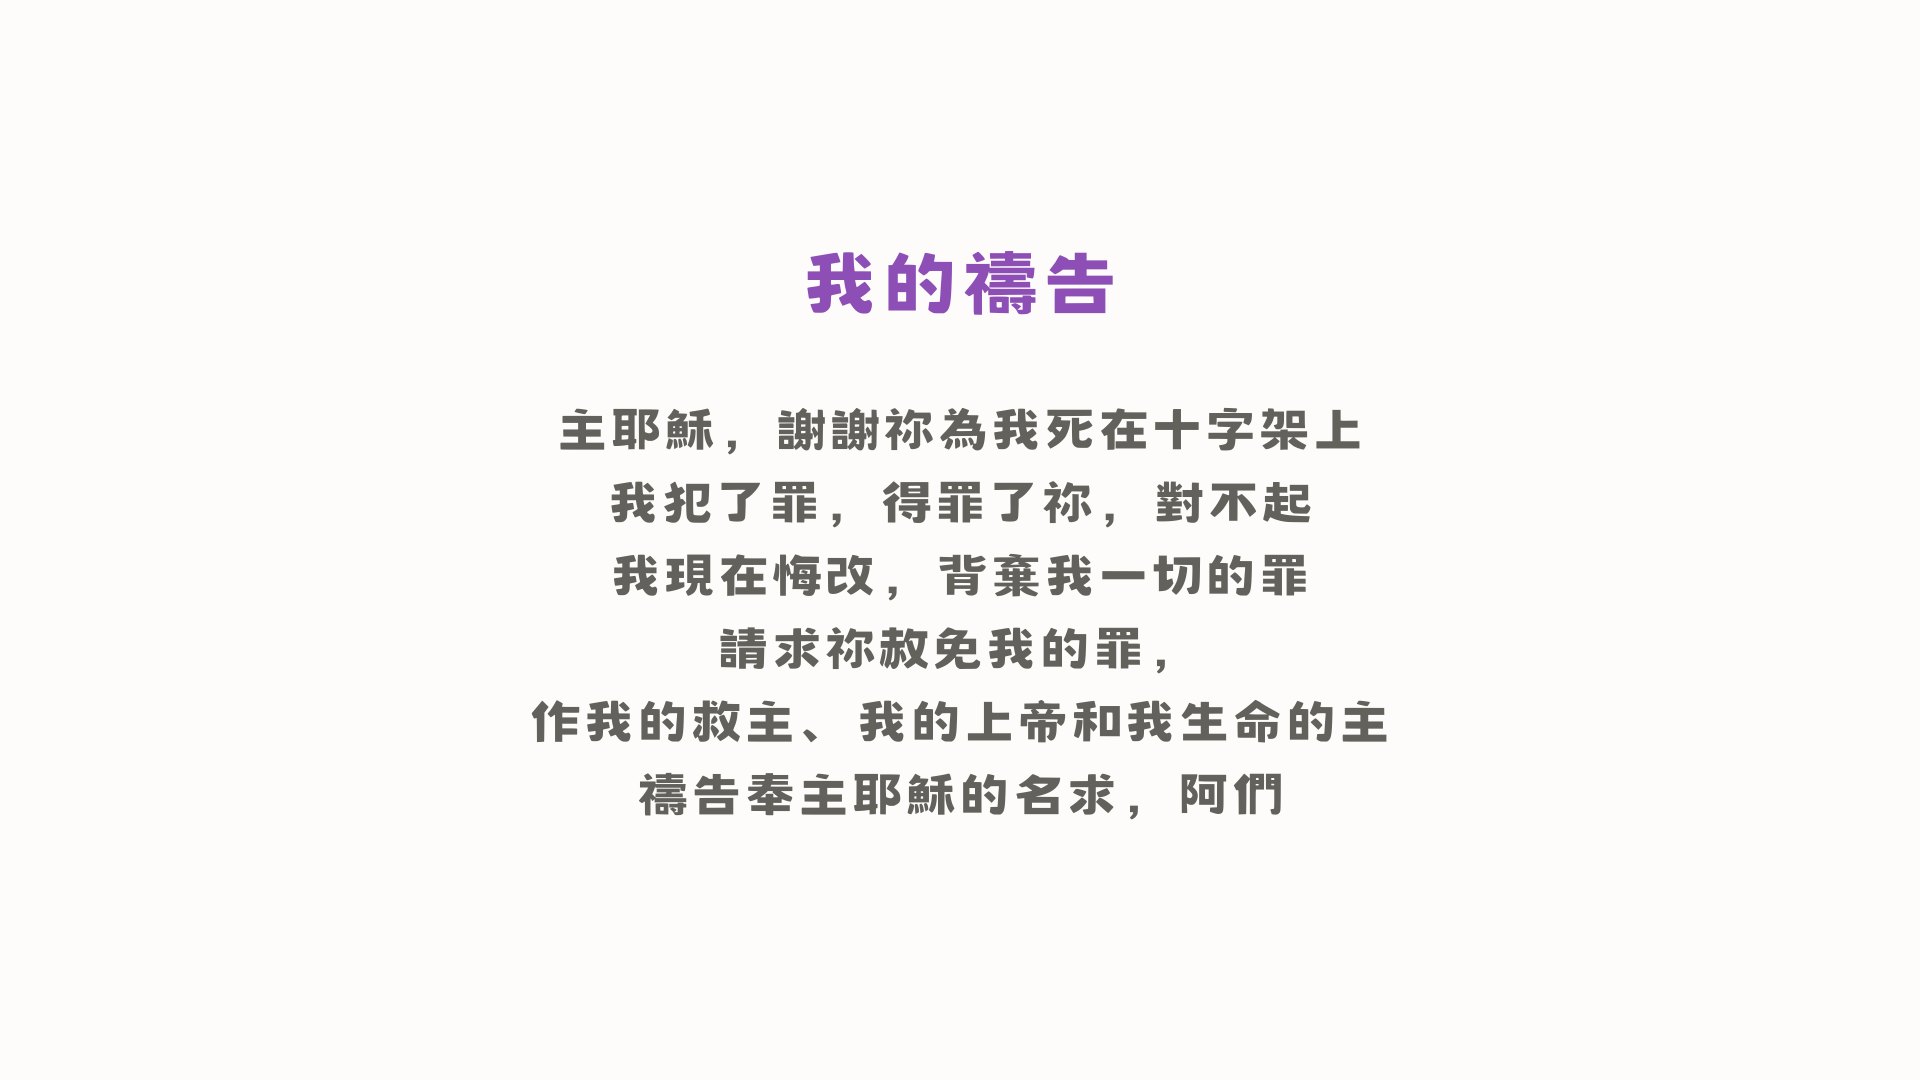 我的禱告
主耶穌，謝謝祢為我死在十字架上
我犯了罪，得罪了祢，對不起
我現在悔改，背棄我一切的罪
請求祢赦免我的罪，
作我的救主、我的上帝和我生命的主
禱告奉主耶穌的名求，阿們